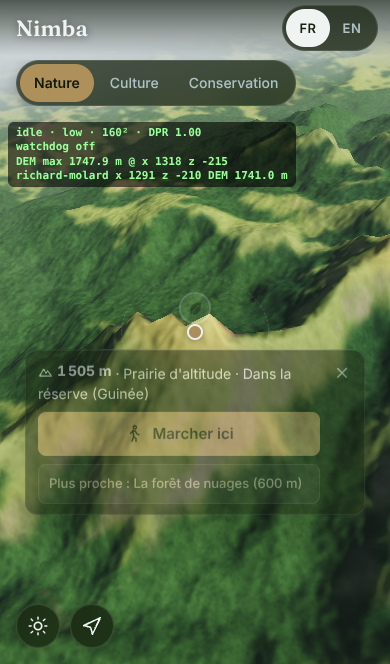 Nimba
FR EN
Nature Culture Conservation
idle · low · 160² · DPR 1.00
watchdog off
DEM max 1747.9 m @ x 1318 z -215
richard-molard x 1291 z -210 DEM 1741.0 m
1 505 m · Prairie d'altitude · Dans la
réserve (Guinée)
Marcher ici
Plus proche : La forêt de nuages (600 m)